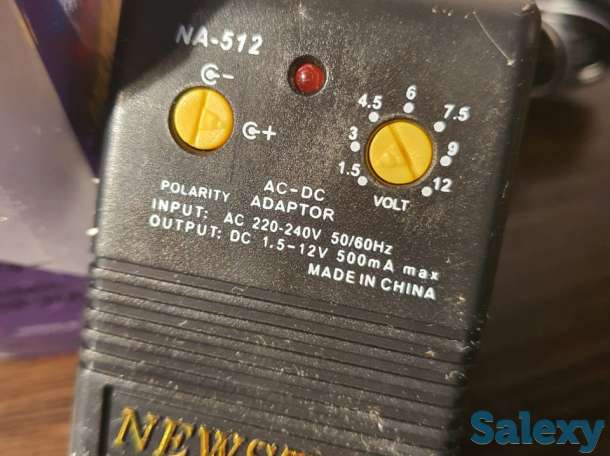 NA-512
-
+
1.5
3
4.5
6
7.5
9
12
POLARITY
AC-DC
ADAPTOR
VOLT
INPUT: AC 220-240V 50/60Hz
OUTPUT: DC 1.5-12V 500mA max
MADE IN CHINA
Salexy